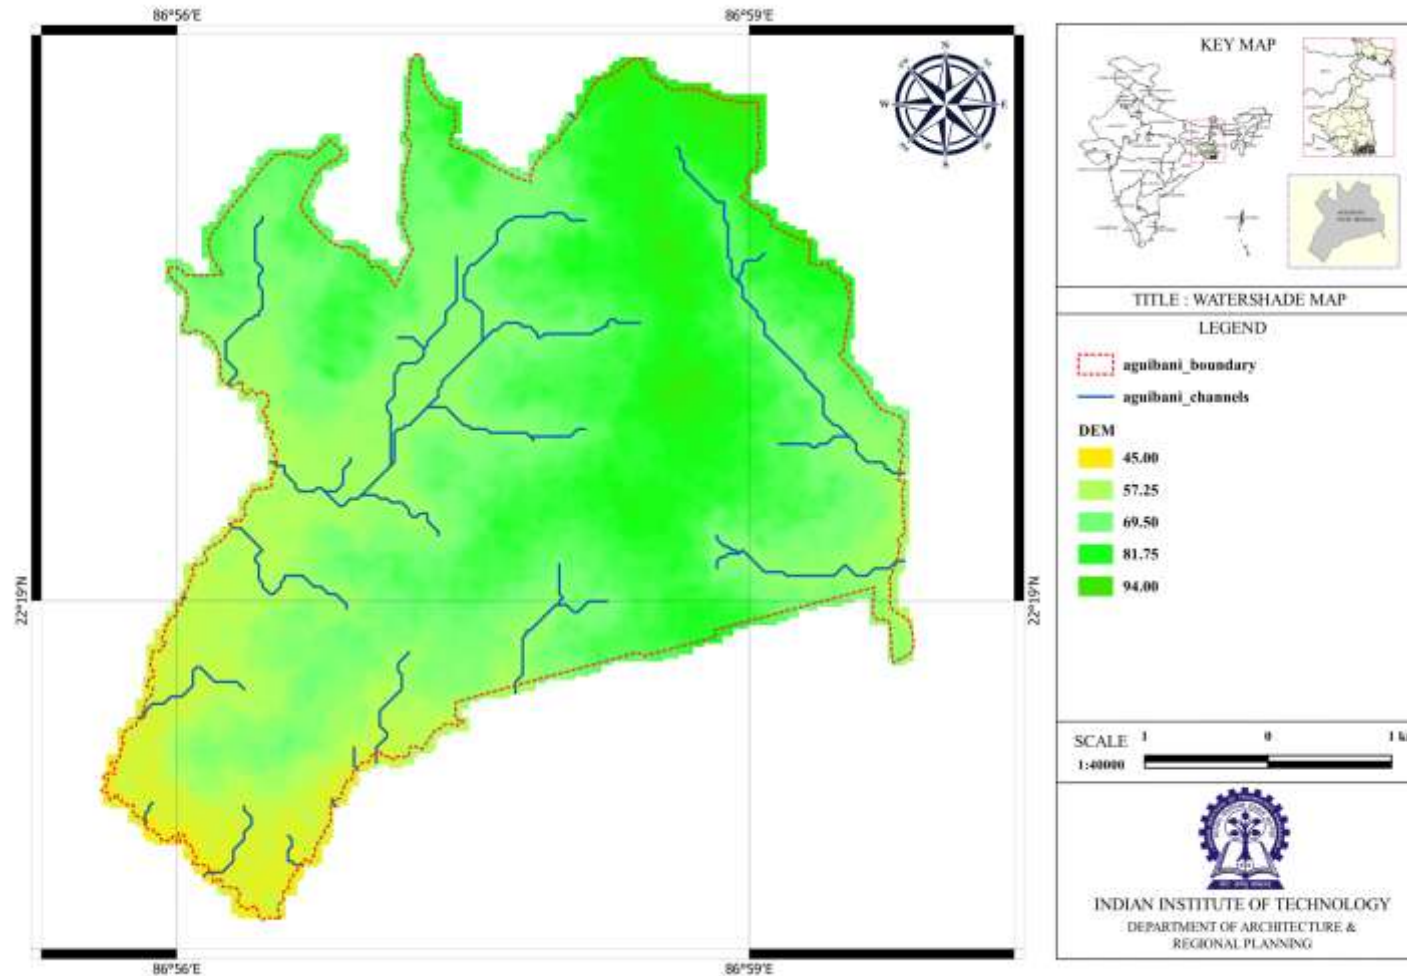 86°56'E 86°59'E
KEY MAP
N
W E
S
22°19'N 22°19'N
TITLE : WATERSHADE MAP
LEGEND
aguibani_boundary
aguibani_channels
DEM
45.00
57.25
69.50
81.75
94.00
SCALE 1 0 1 k
1:40000
INDIAN INSTITUTE OF TECHNOLOGY
DEPARTMENT OF ARCHITECTURE &
REGIONAL PLANNING
86°56'E 86°59'E